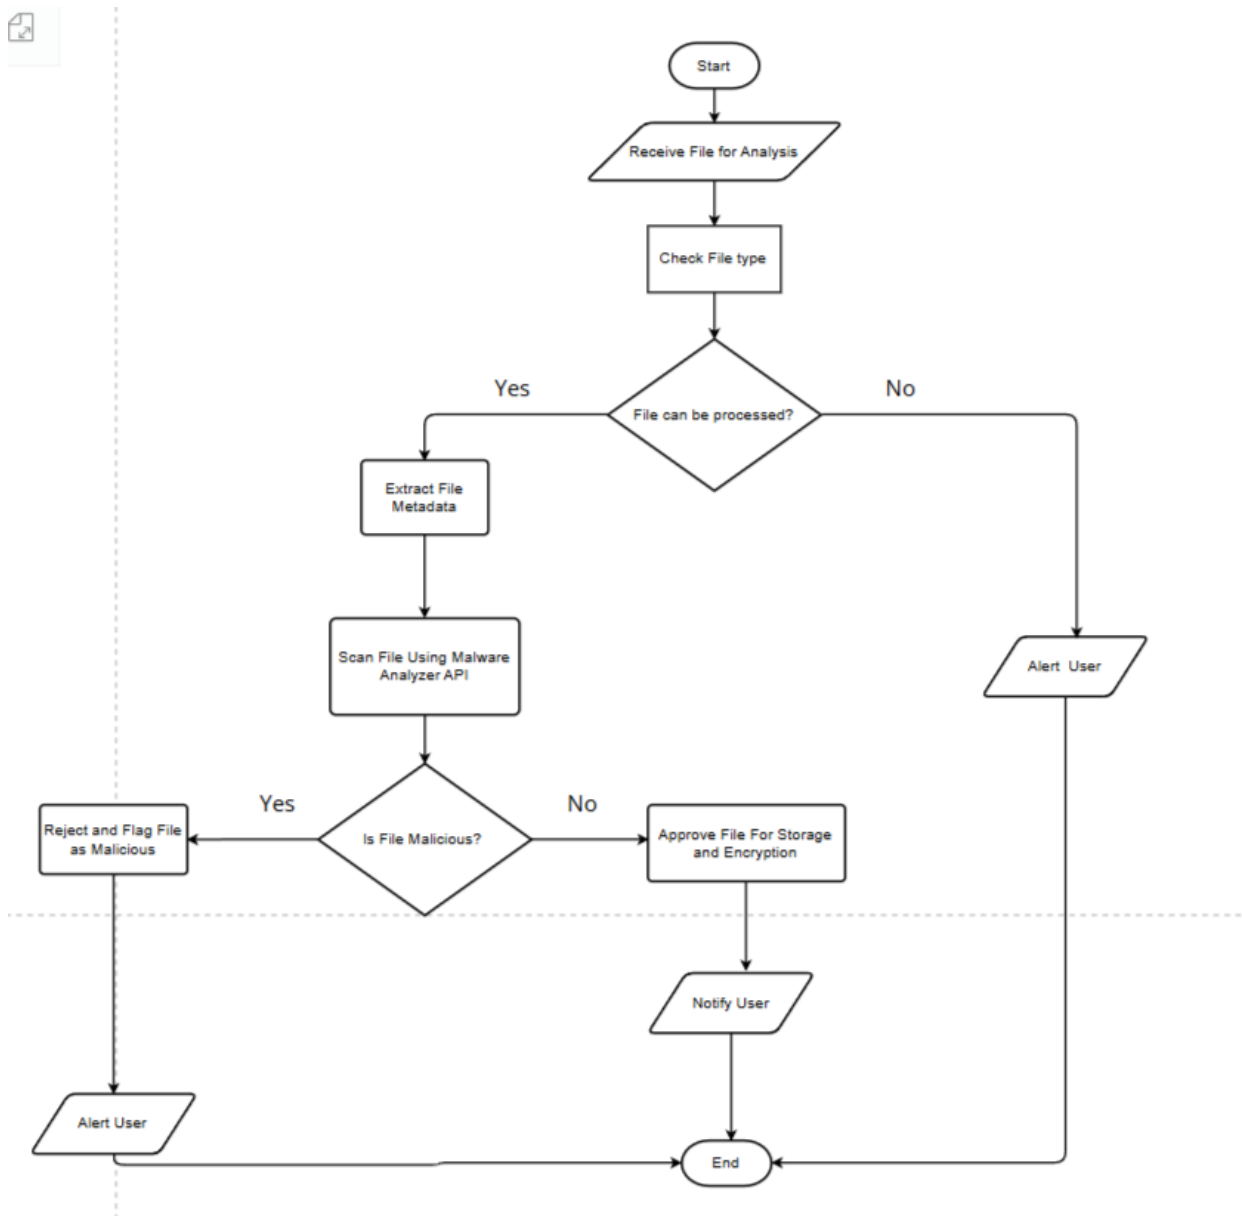 Start
Receive File for Analysis
Check File type
File can be processed?
Yes
No
Extract File
Metadata
Scan File Using Malware
Analyzer API
Alert  User
Is File Malicious?
Yes
No
Reject and Flag File
as Malicious
Approve File For Storage
and Encryption
Notify User
Alert User
End